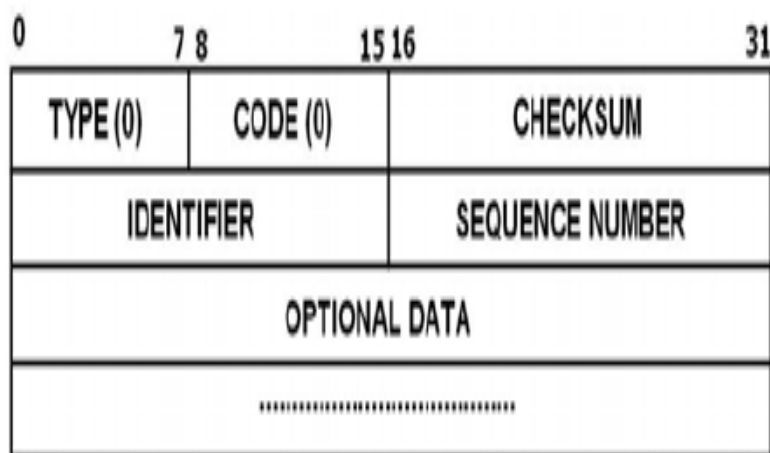 0 7 8 15 16 31
TYPE (0) CODE (0) CHECKSUM
IDENTIFIER SEQUENCE NUMBER
OPTIONAL DATA